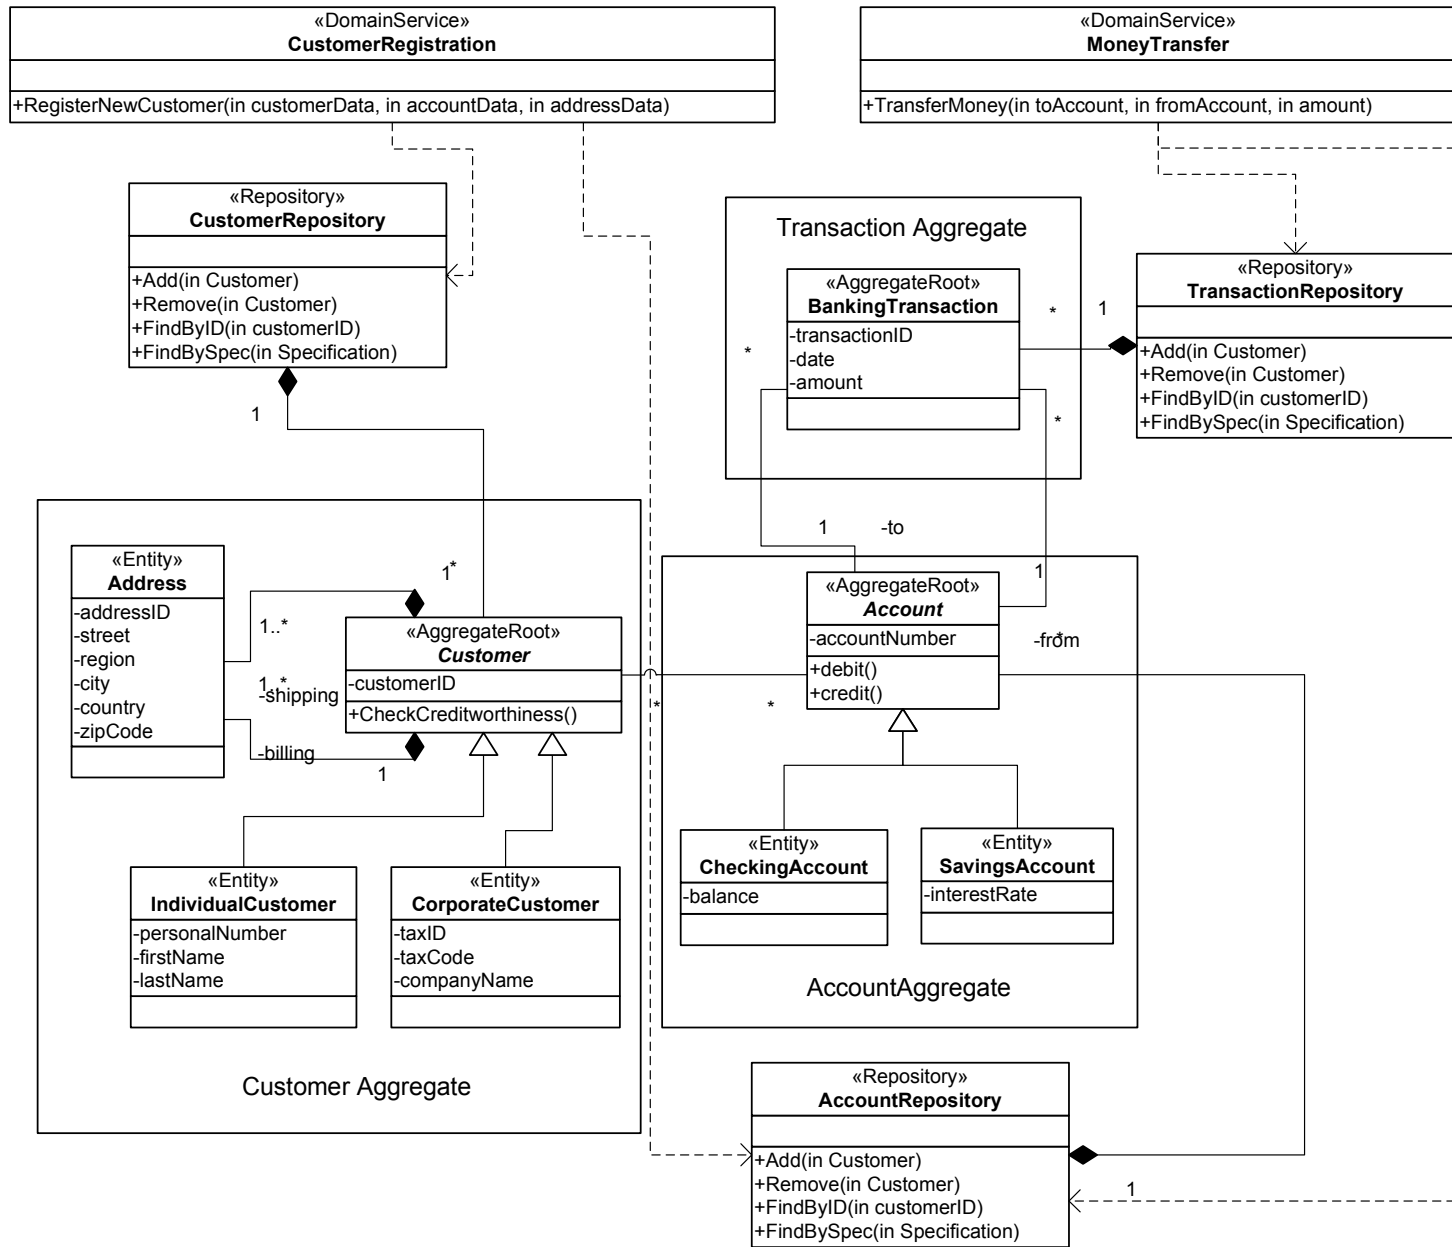 «DomainService»
CustomerRegistration
+RegisterNewCustomer(in customerData, in accountData, in addressData)
«DomainService»
MoneyTransfer
+TransferMoney(in toAccount, in fromAccount, in amount)
«Repository»
CustomerRepository
+Add(in Customer)
+Remove(in Customer)
+FindByID(in customerID)
+FindBySpec(in Specification)
1
Transaction Aggregate
«AggregateRoot»
BankingTransaction
-transactionID
-date
-amount
*
*
1
*
«Repository»
TransactionRepository
+Add(in Customer)
+Remove(in Customer)
+FindByID(in customerID)
+FindBySpec(in Specification)
1
-to
1
-from
*
«Entity»
Address
-addressID
-street
-region
-city
-country
-zipCode
1
*
1..*
1..*
-shipping
-billing
1
«AggregateRoot»
Customer
-customerID
+CheckCreditworthiness()
*
*
«AggregateRoot»
Account
-accountNumber
+debit()
+credit()
«Entity»
IndividualCustomer
-personalNumber
-firstName
-lastName
«Entity»
CorporateCustomer
-taxID
-taxCode
-companyName
Customer Aggregate
«Entity»
CheckingAccount
-balance
«Entity»
SavingsAccount
-interestRate
AccountAggregate
«Repository»
AccountRepository
+Add(in Customer)
+Remove(in Customer)
+FindByID(in customerID)
+FindBySpec(in Specification)
1